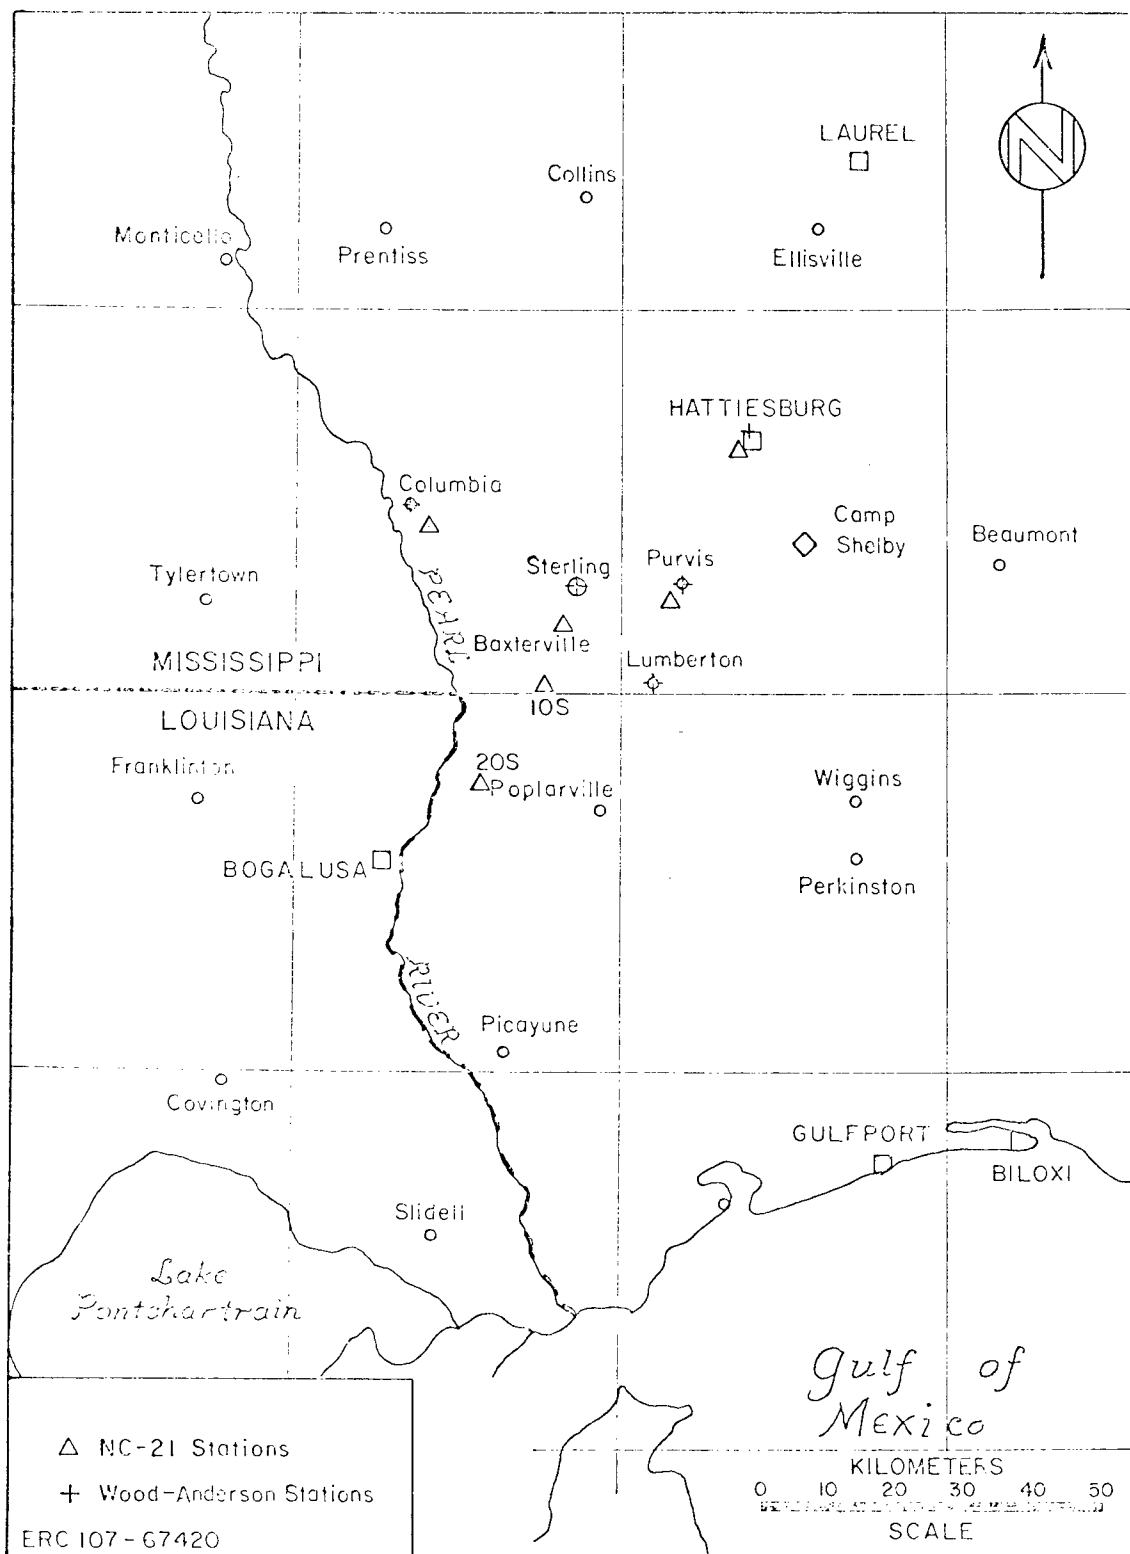 N
LAUREL
Collins
Monticello
Prentiss
Ellisville
HATTIESBURG
Columbia
Camp
Shelby
Beaumont
Sterling
Purvis
Tylertown
PEARL
Baxterville
Lumberton
MISSISSIPPI
10S
LOUISIANA
20S
Franklinton
Poplarville
Wiggins
BOGALUSA
Perkinston
RIVER
Picayune
Covington
GULFPORT
BILOXI
Slidell
Lake
Pontchartrain
Gulf of
Mexico
NC-21 Stations
Wood-Anderson Stations
ERC 107-67420
KILOMETERS
0 10 20 30 40 50
SCALE